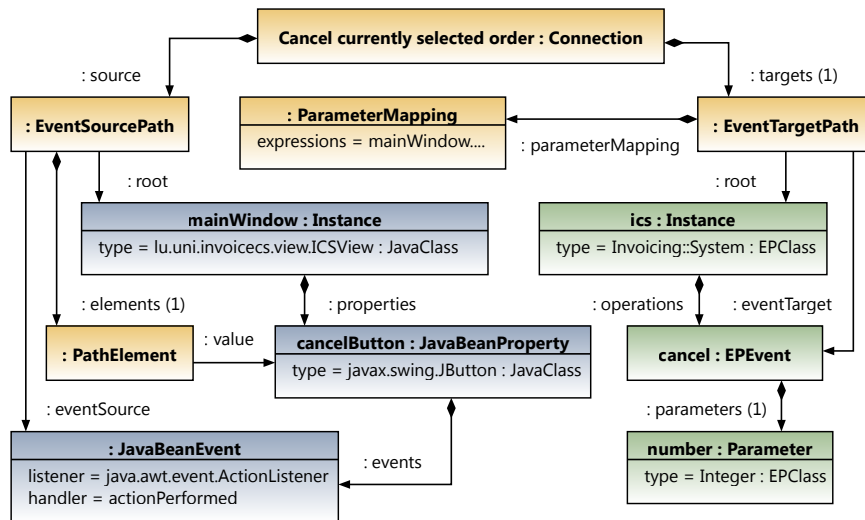 Cancel currently selected order : Connection
: source
: targets (1)
: EventSourcePath
: ParameterMapping
expressions = mainWindow....
: EventTargetPath
: parameterMapping
: root
: root
mainWindow : Instance
type = lu.uni.invoicecs.view.ICSView : JavaClass
ics : Instance
type = Invoicing::System : EPClass
: elements (1)
: properties
: operations
: eventTarget
: PathElement
: value
cancelButton : JavaBeanProperty
type = javax.swing.JButton : JavaClass
cancel : EPEvent
: eventSource
: parameters (1)
: JavaBeanEvent
listener = java.awt.event.ActionListener
handler = actionPerformed
: events
number : Parameter
type = Integer : EPClass